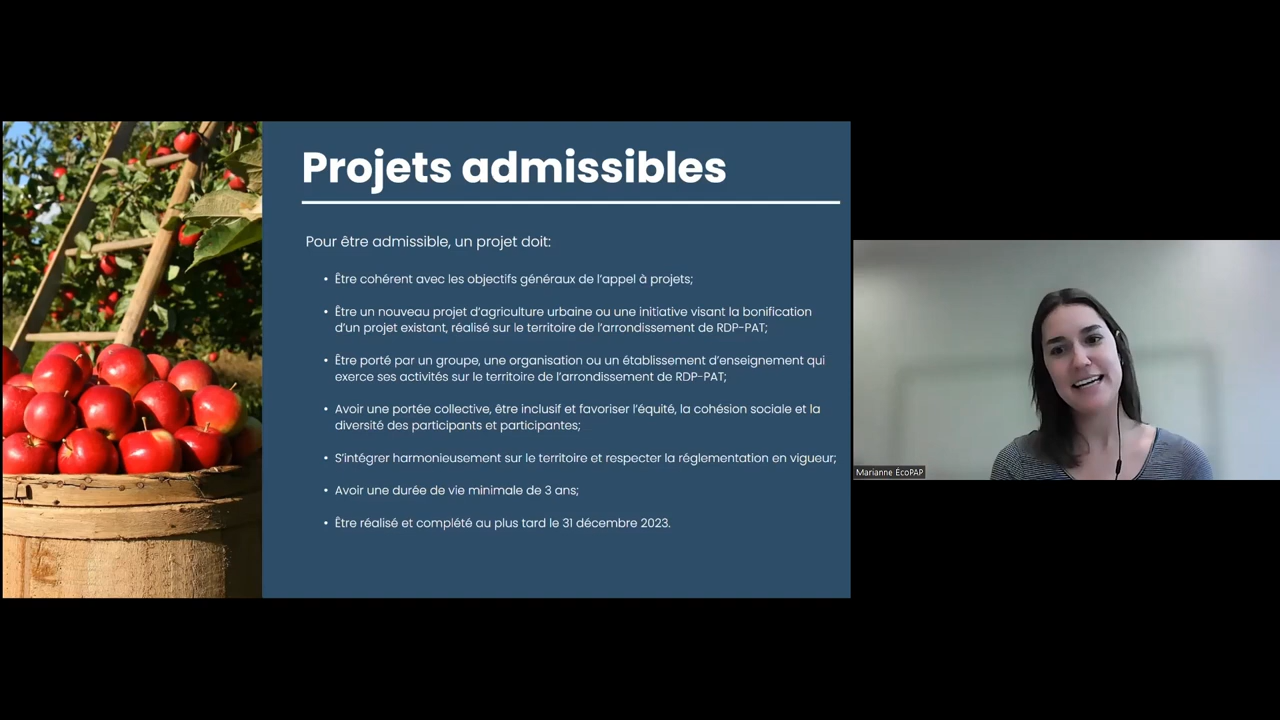 Projets admissibles
Pour être admissible, un projet doit:
• Être cohérent avec les objectifs généraux de l'appel à projets;
• Être un nouveau projet d'agriculture urbaine ou une initiative visant la bonification
d'un projet existant, réalisé sur le territoire de l'arrondissement de RDP-PAT;
• Être porté par un groupe, une organisation ou un établissement d'enseignement qui
exerce ses activités sur le territoire de l'arrondissement de RDP-PAT;
• Avoir une portée collective, être inclusif et favoriser l'équité, la cohésion sociale et la
diversité des participants et participantes;
• S'intégrer harmonieusement sur le territoire et respecter la réglementation en vigueur;
• Avoir une durée de vie minimale de 3 ans;
• Être réalisé et complété au plus tard le 31 décembre 2023.
Marianne ÉcoPAP